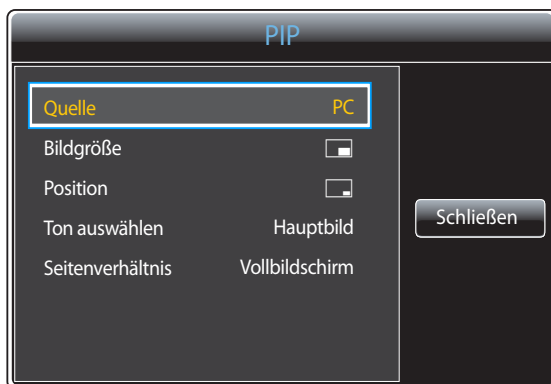 PIP
Quelle PC
Bildgröße
Position
Ton auswählen Hauptbild
Seitenverhältnis Vollbildschirm
Schließen